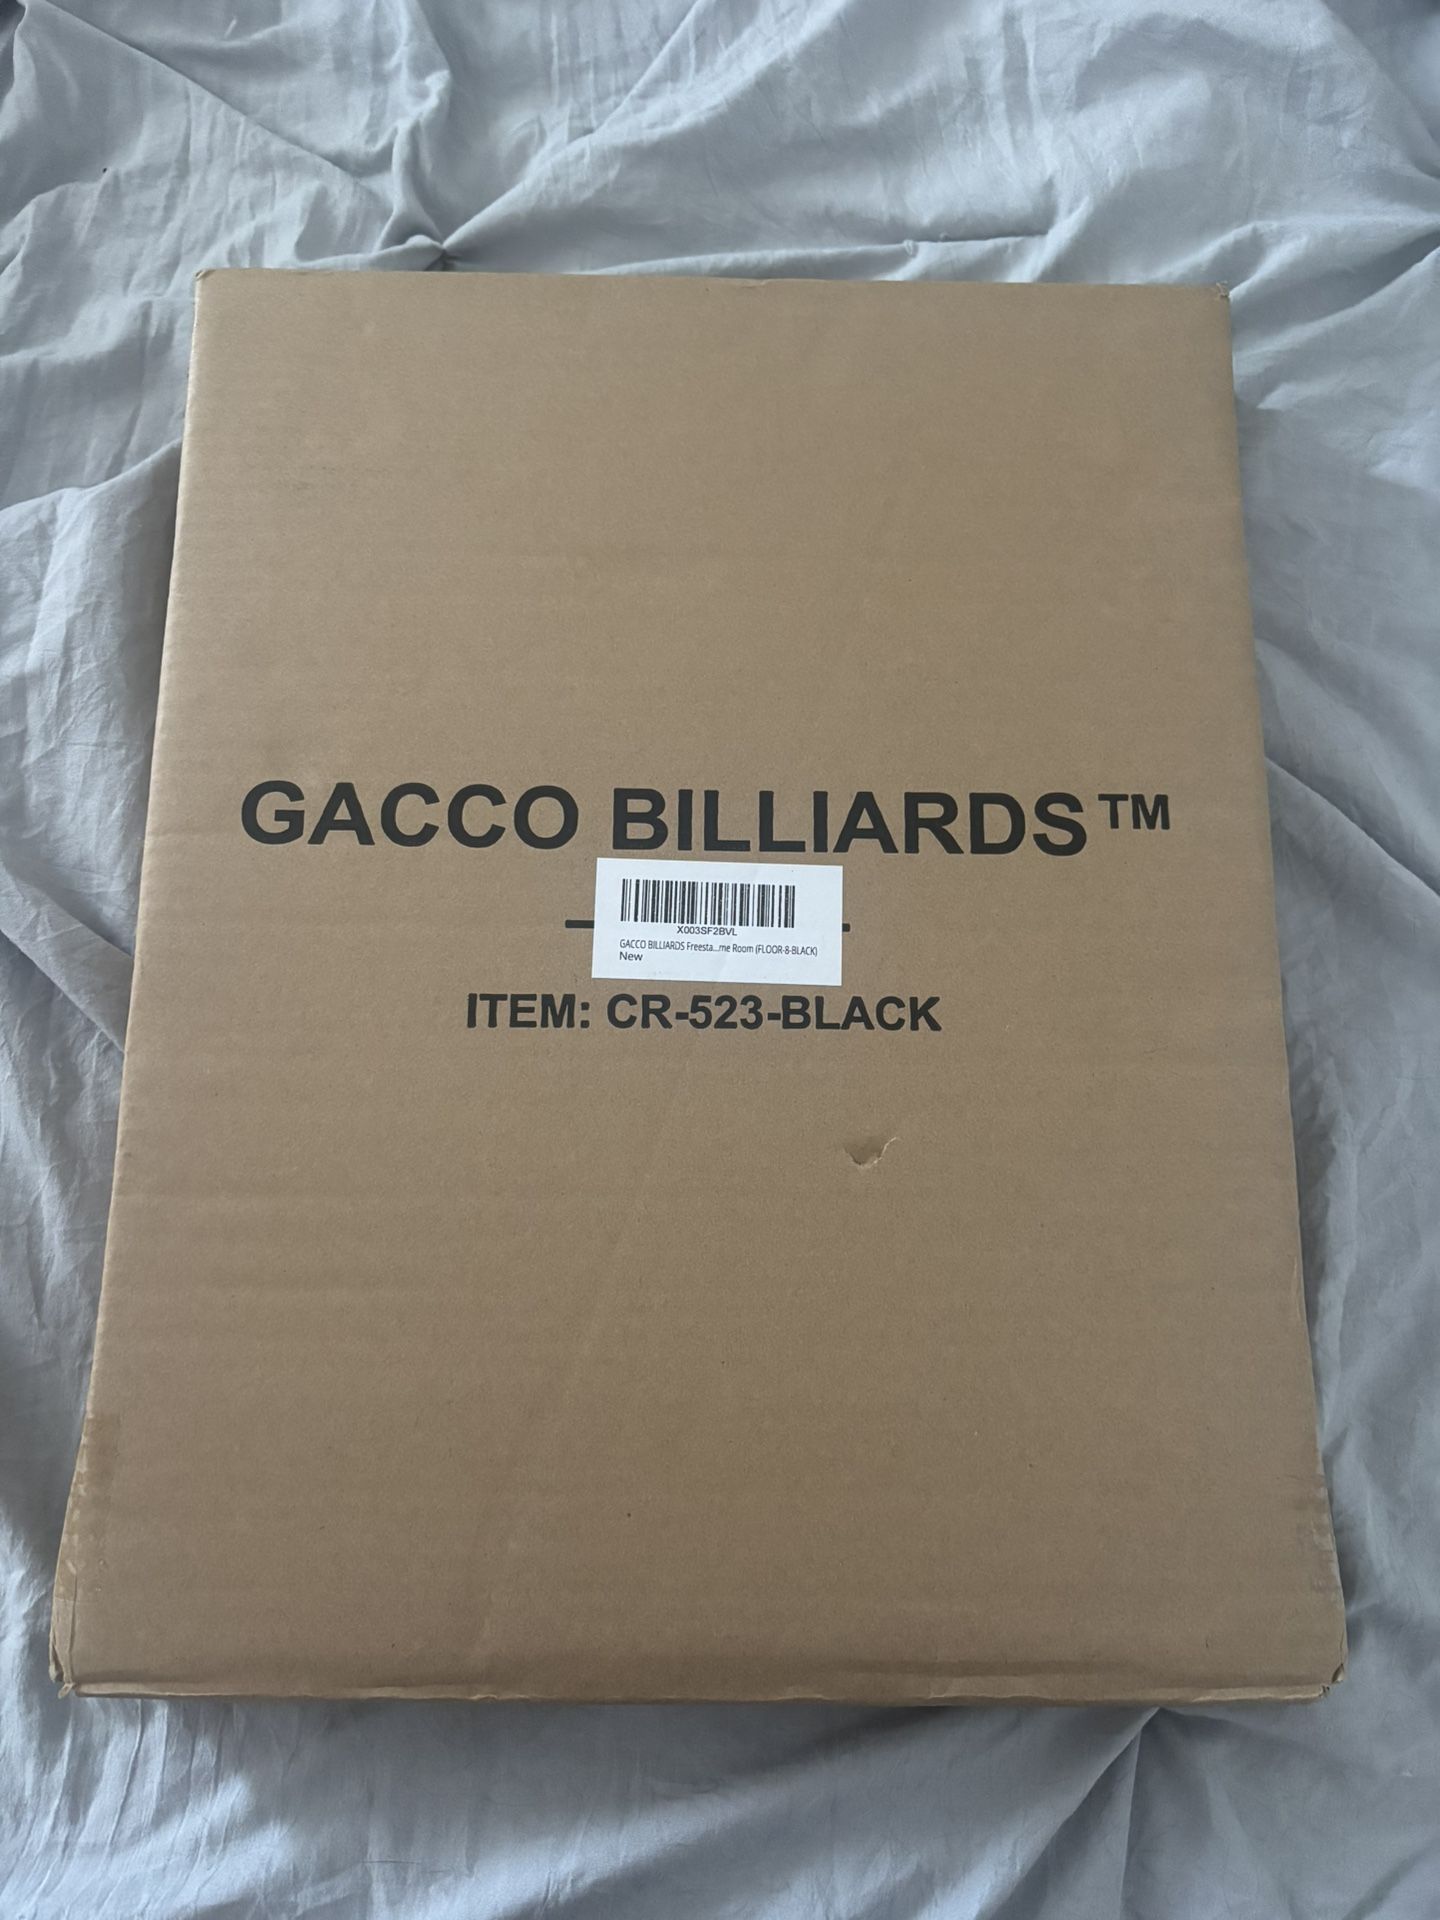 GACCO BILLIARDS™
X003SF2BVL
GACCO BILLIARDS Freesta...me Room (FLOOR-8-BLACK)
New
ITEM: CR-523-BLACK